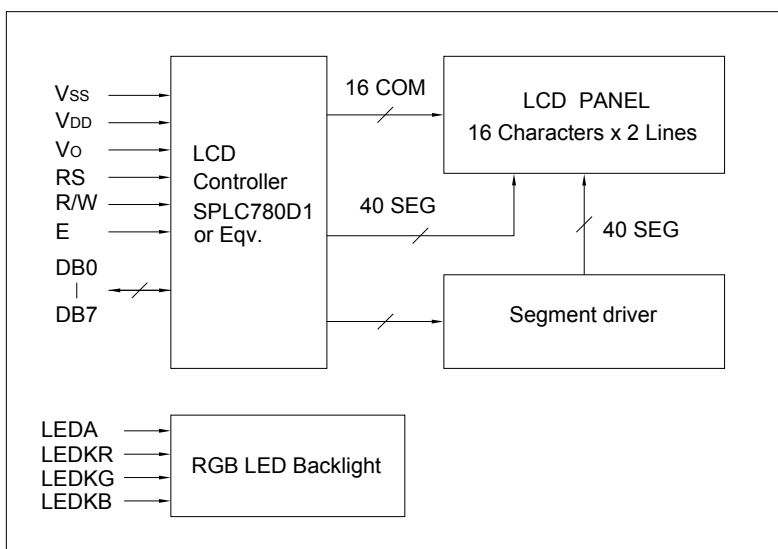 VSS
VDD
VO
RS
R/W
E
DB0
|
DB7
LCD
Controller
SPLC780D1
or Eqv.
16 COM
40 SEG
LCD PANEL
16 Characters x 2 Lines
40 SEG
Segment driver
LEDA
LEDKR
LEDKG
LEDKB
RGB LED Backlight